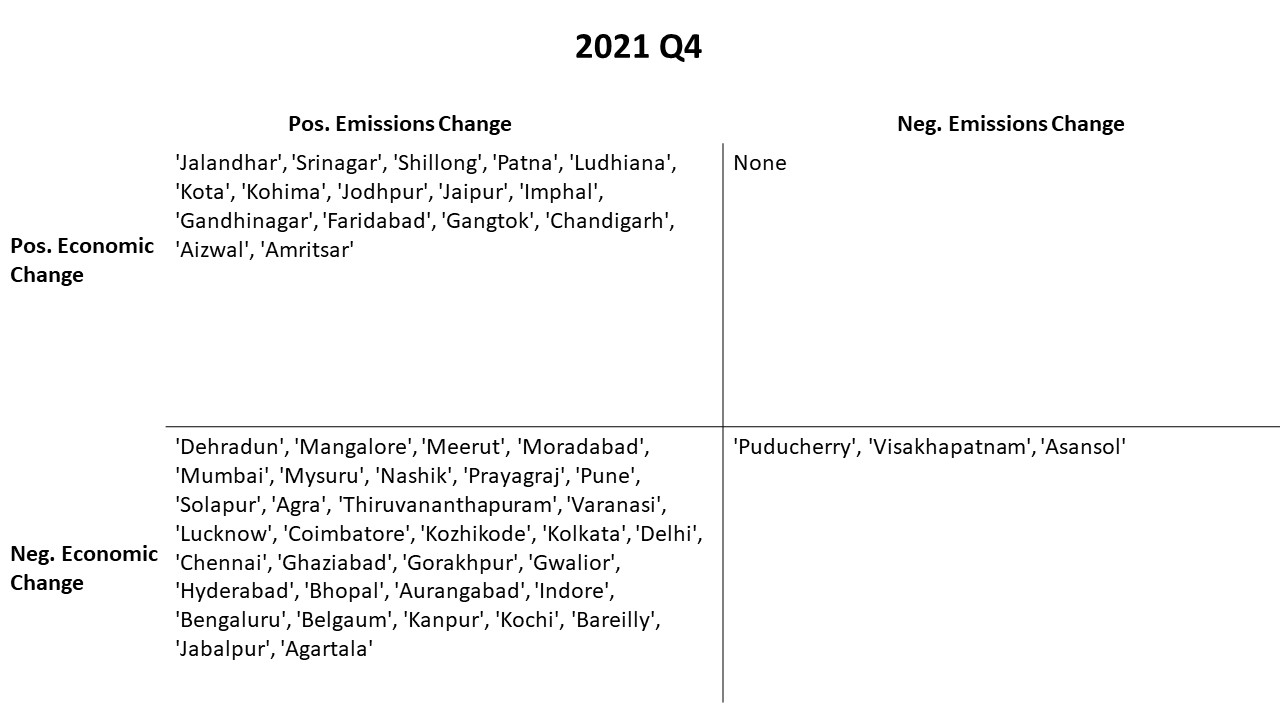 2021 Q4
Pos. Emissions Change
Neg. Emissions Change
Pos. Economic
Change
'Jalandhar', 'Srinagar', 'Shillong', 'Patna', 'Ludhiana',
'Kota', 'Kohima', 'Jodhpur', 'Jaipur', 'Imphal',
'Gandhinagar', 'Faridabad', 'Gangtok', 'Chandigarh',
'Aizwal', 'Amritsar'
None
Neg. Economic
Change
'Dehradun', 'Mangalore', 'Meerut', 'Moradabad',
'Mumbai', 'Mysuru', 'Nashik', 'Prayagraj', 'Pune',
'Solapur', 'Agra', 'Thiruvananthapuram', 'Varanasi',
'Lucknow', 'Coimbatore', 'Kozhikode', 'Kolkata', 'Delhi',
'Chennai', 'Ghaziabad', 'Gorakhpur', 'Gwalior',
'Hyderabad', 'Bhopal', 'Aurangabad', 'Indore',
'Bengaluru', 'Belgaum', 'Kanpur', 'Kochi', 'Bareilly',
'Jabalpur', 'Agartala'
'Puducherry', 'Visakhapatnam', 'Asansol'